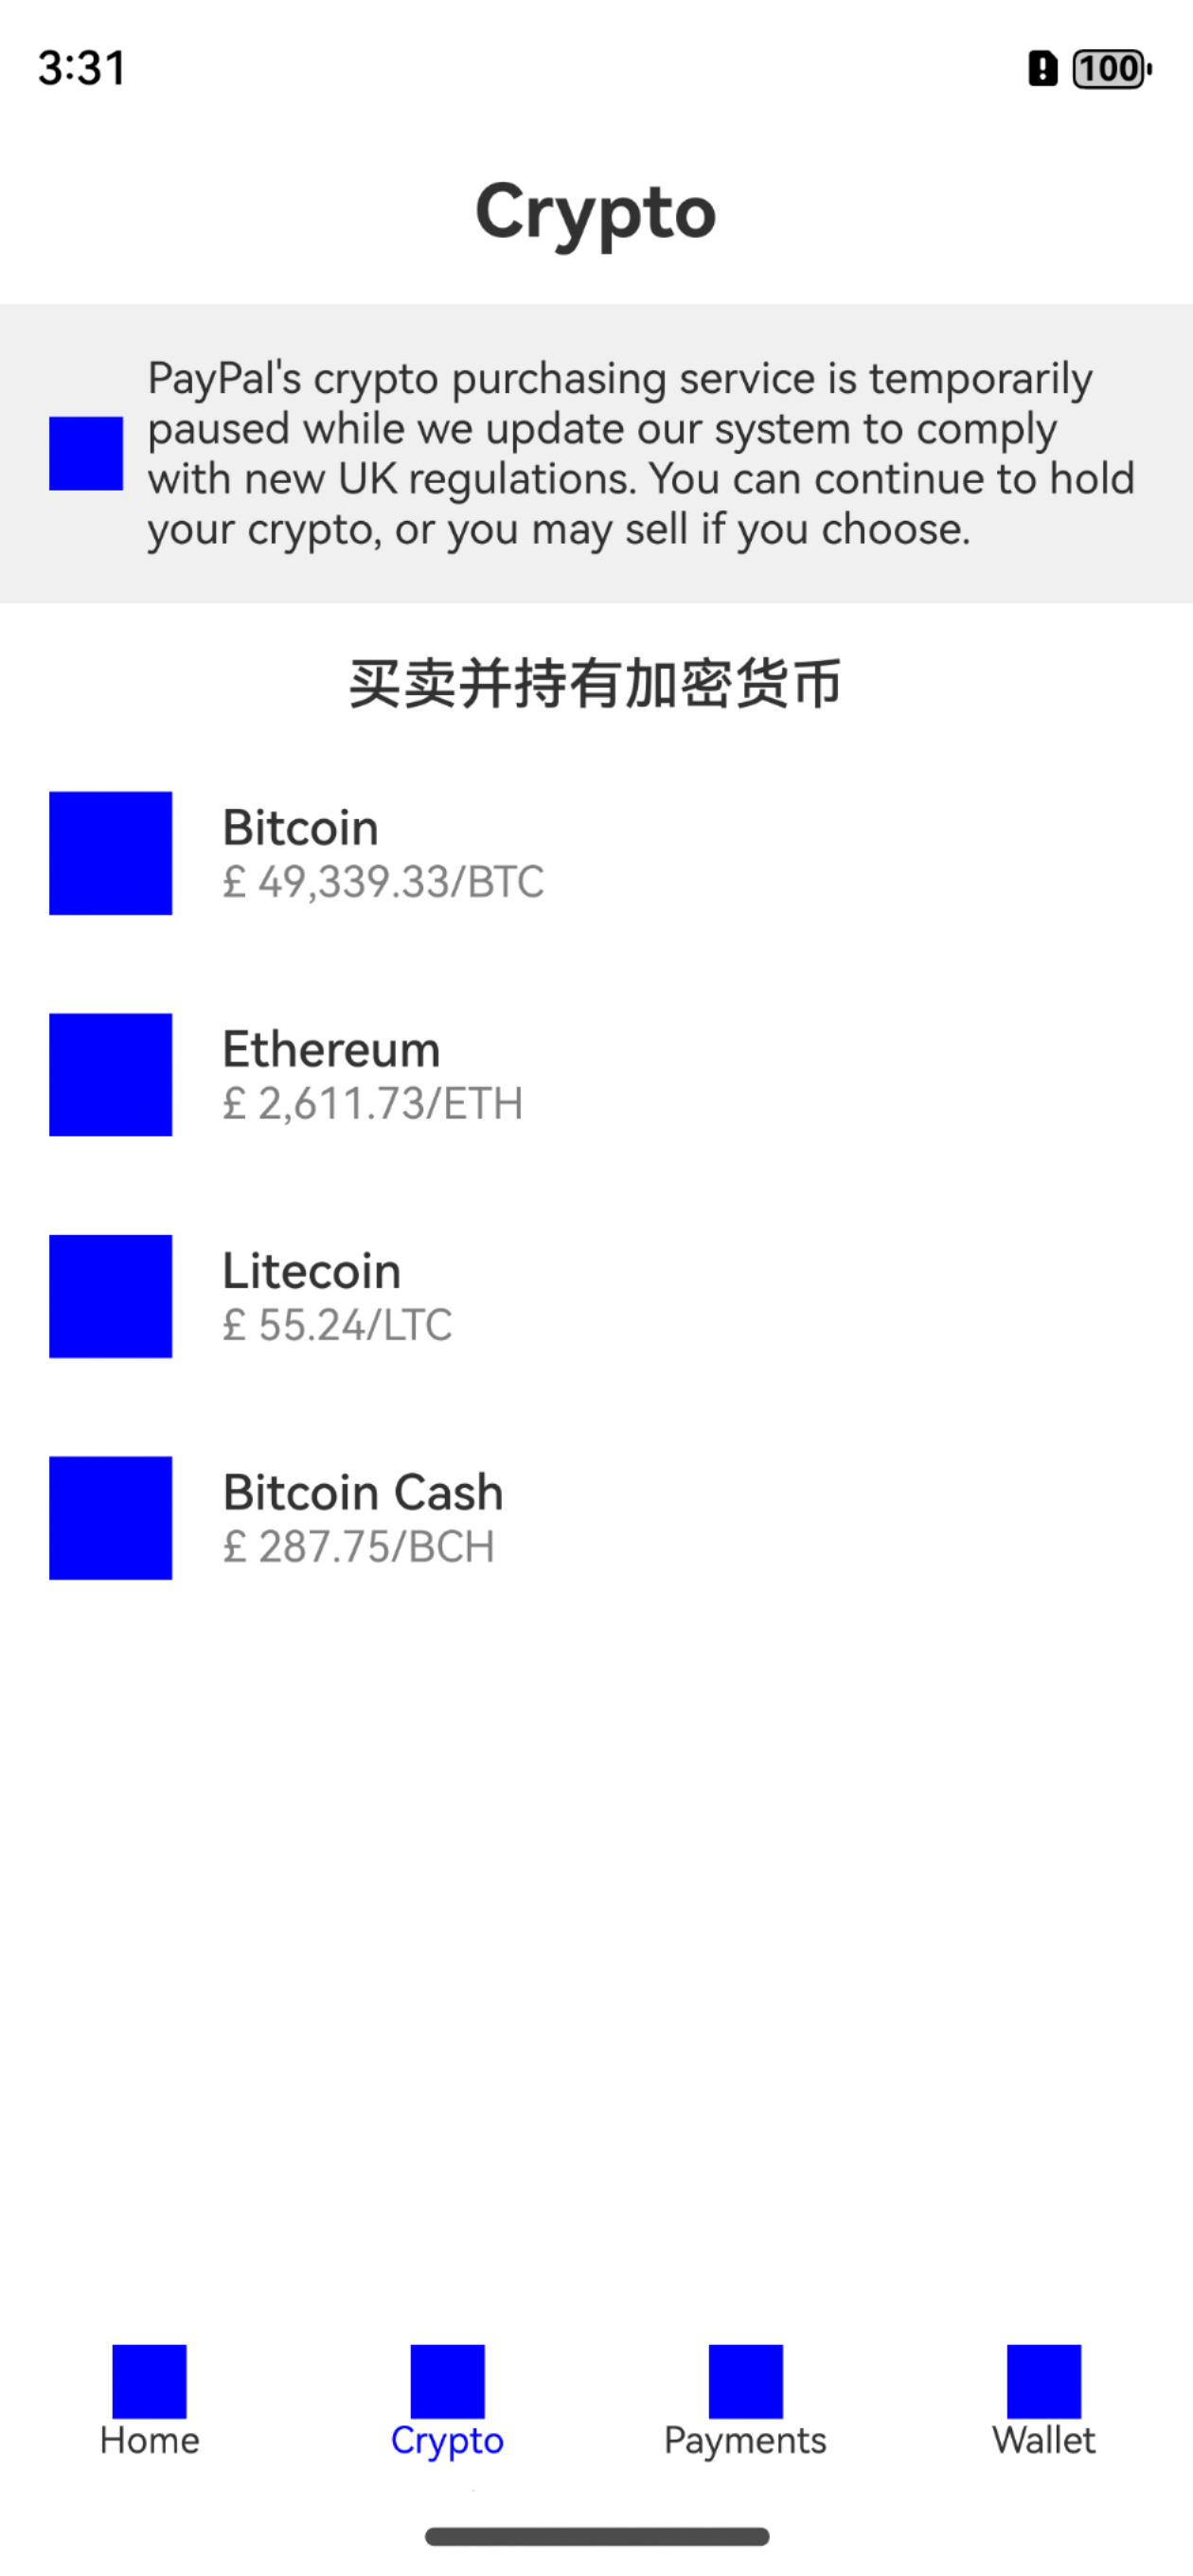 3:31
100
Crypto
PayPal's crypto purchasing service is temporarily
paused while we update our system to comply
with new UK regulations. You can continue to hold
your crypto, or you may sell if you choose.
买卖并持有加密货币
Bitcoin
£ 49,339.33/BTC
Ethereum
£ 2,611.73/ETH
Litecoin
£ 55.24/LTC
Bitcoin Cash
£ 287.75/BCH
Home
Crypto
Payments
Wallet